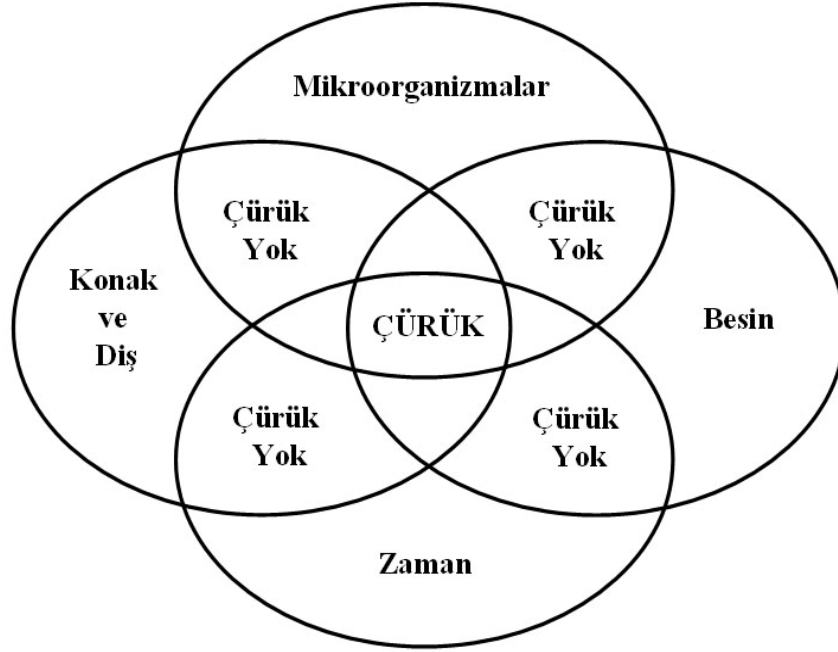 Mikroorganizmalar
Çürük
Yok
Çürük
Yok
Konak
ve
Diş
ÇÜRÜK
Besin
Çürük
Yok
Çürük
Yok
Zaman